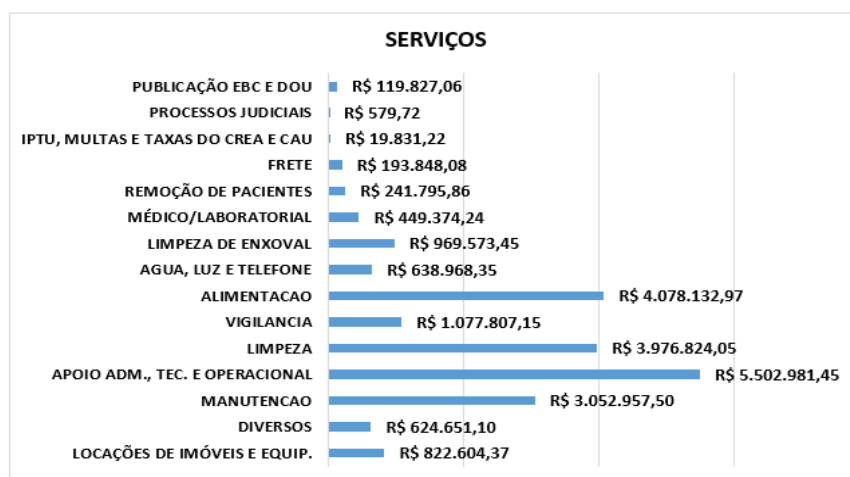 SERVIÇOS
PUBLICAÇÃO EBC E DOU R$ 119.827,06
PROCESSOS JUDICIAIS R$ 579,72
IPTU, MULTAS E TAXAS DO CREA E CAU R$ 19.831,22
FRETE R$ 193.848,08
REMOÇÃO DE PACIENTES R$ 241.795,86
MÉDICO/LABORATORIAL R$ 449.374,24
LIMPEZA DE ENXOVAL R$ 969.573,45
AGUA, LUZ E TELEFONE R$ 638.968,35
ALIMENTACAO R$ 4.078.132,97
VIGILANCIA R$ 1.077.807,15
LIMPEZA R$ 3.976.824,05
APOIO ADM., TEC. E OPERACIONAL R$ 5.502.981,45
MANUTENCAO R$ 3.052.957,50
DIVERSOS R$ 624.651,10
LOCAÇÕES DE IMÓVEIS E EQUIP. R$ 822.604,37